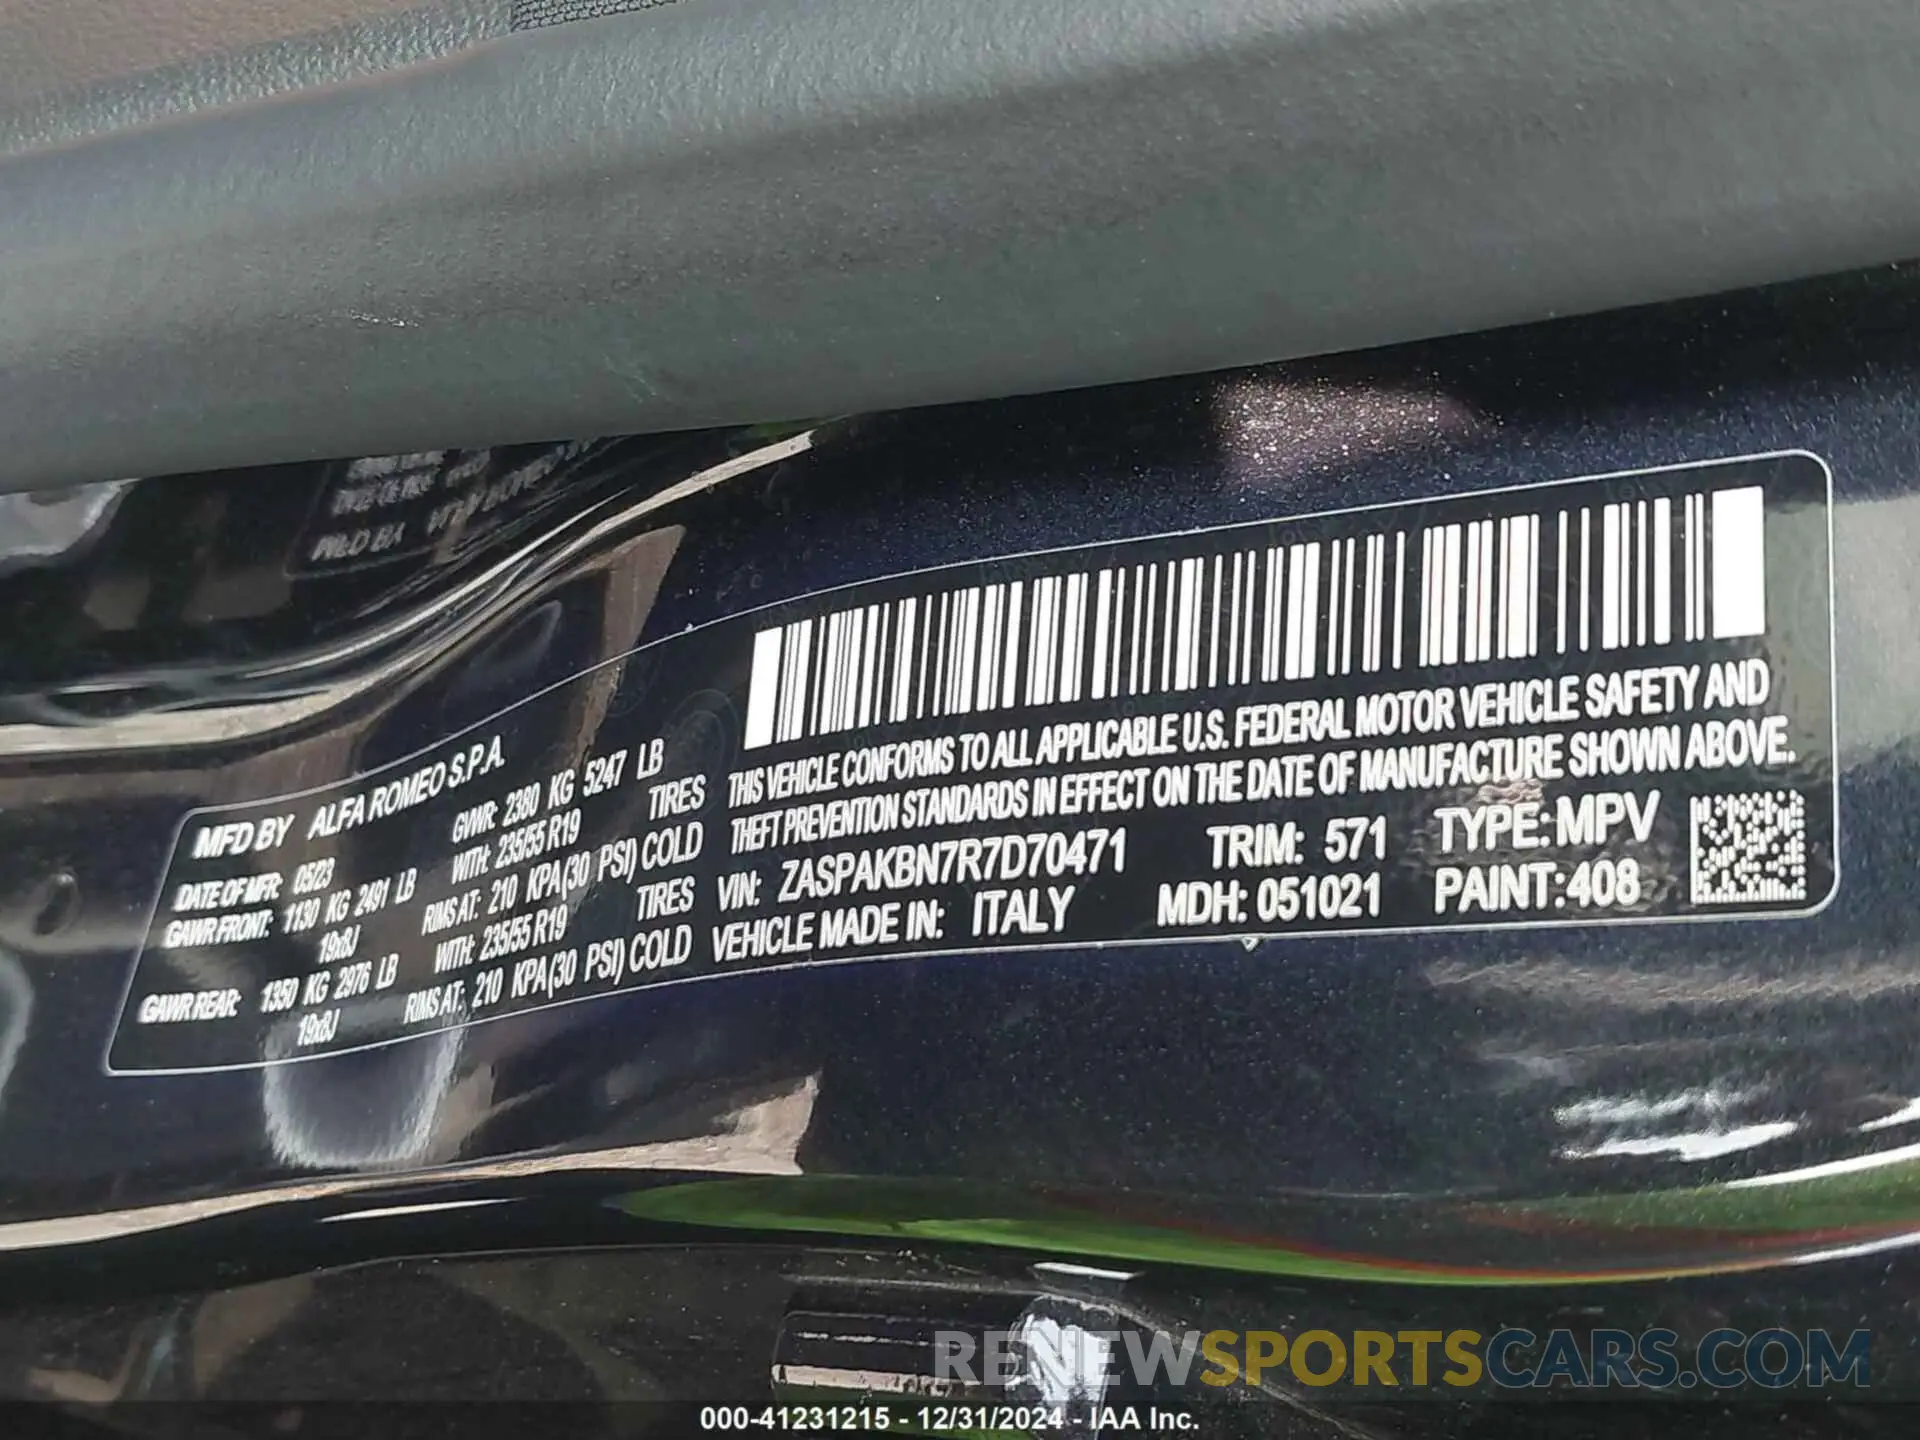 MFD BY ALFA ROMEO S.P.A.
DATE OF MFR: 05/23 GVWR: 2380 KG 5247 LB
GAWR FRONT: 1130 KG 2491 LB WITH: 235/55 R19 TIRES
19x8J RIMS AT: 210 KPA(30 PSI) COLD
GAWR REAR: 1350 KG 2976 LB WITH: 235/55 R19 TIRES
19x8J RIMS AT: 210 KPA(30 PSI) COLD
THIS VEHICLE CONFORMS TO ALL APPLICABLE U.S. FEDERAL MOTOR VEHICLE SAFETY AND
THEFT PREVENTION STANDARDS IN EFFECT ON THE DATE OF MANUFACTURE SHOWN ABOVE.
VIN: ZASPAKBN7R7D70471 TRIM: 571 TYPE: MPV
VEHICLE MADE IN: ITALY MDH: 051021 PAINT: 408
RENEWSPORTSCARS.COM
000-41231215 - 12/31/2024 - IAA Inc.